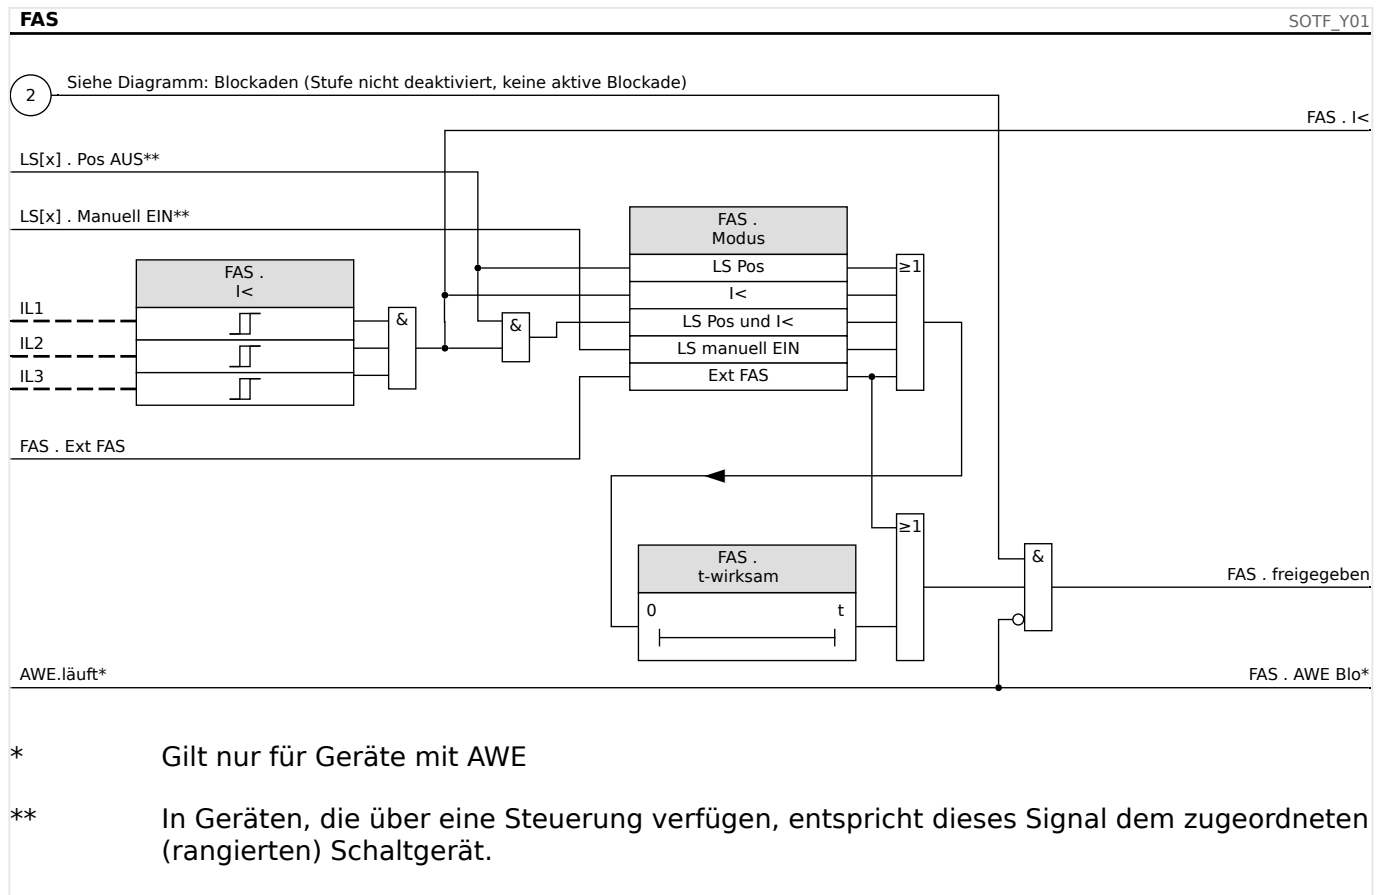 FAS
SOTF_Y01
Siehe Diagramm: Blockaden (Stufe nicht deaktiviert, keine aktive Blockade)
2
FAS . I<
LS[x] . Pos AUS**
LS[x] . Manuell EIN**
FAS .
Modus
LS Pos
≥1
FAS .
I<
I<
IL1
&
&
LS Pos und I<
IL2
LS manuell EIN
IL3
Ext FAS
FAS . Ext FAS
≥1
FAS .
t-wirksam
&
FAS . freigegeben
0
t
AWE.läuft*
FAS . AWE Blo*
* Gilt nur für Geräte mit AWE
** In Geräten, die über eine Steuerung verfügen, entspricht dieses Signal dem zugeordneten
(rangierten) Schaltgerät.